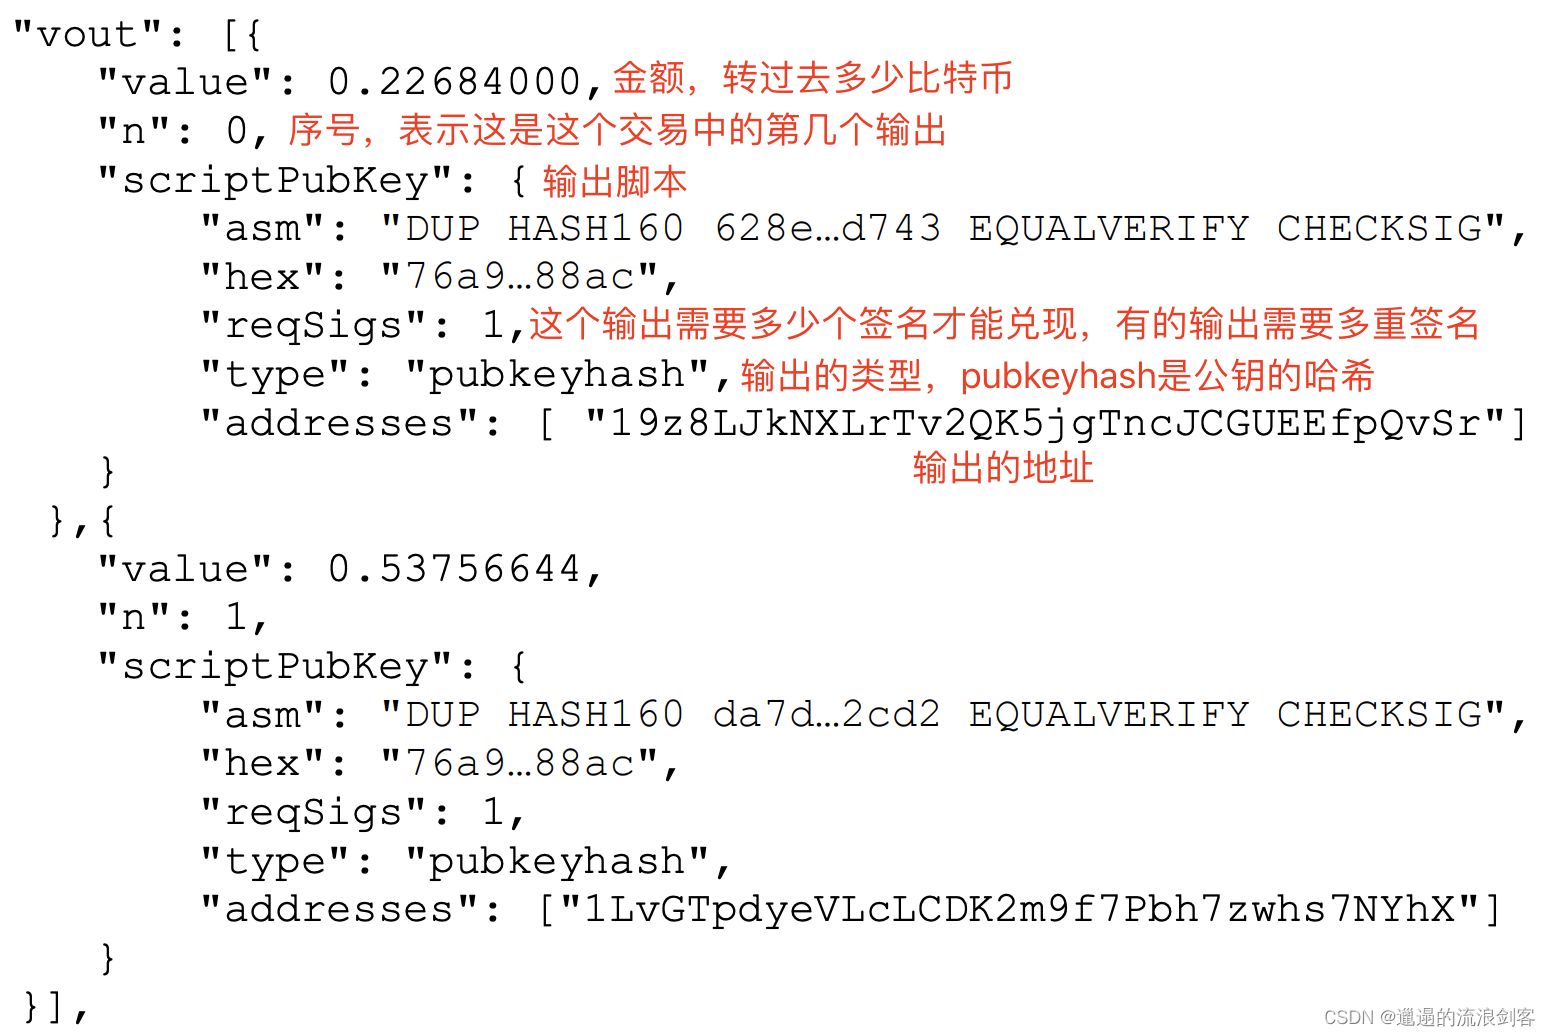 "vout": [{
"value": 0.22684000, 金额，转过去多少比特币
"n": 0, 序号，表示这是这个交易中的第几个输出
"scriptPubKey": { 输出脚本
"asm": "DUP HASH160 628e…d743 EQUALVERIFY CHECKSIG",
"hex": "76a9…88ac",
"reqSigs": 1,这个输出需要多少个签名才能兑现，有的输出需要多重签名
"type": "pubkeyhash",输出的类型，pubkeyhash是公钥的哈希
"addresses": [ "19z8LJkNXLrTv2QK5jgTncJCGUEEfpQvSr"]
} 输出的地址
},{
"value": 0.53756644,
"n": 1,
"scriptPubKey": {
"asm": "DUP HASH160 da7d…2cd2 EQUALVERIFY CHECKSIG",
"hex": "76a9…88ac",
"reqSigs": 1,
"type": "pubkeyhash",
"addresses": ["1LvGTpdyeVLcLCDK2m9f7Pbh7zwhs7NYhX"]
}
}],
CSDN @邋遢的流浪剑客